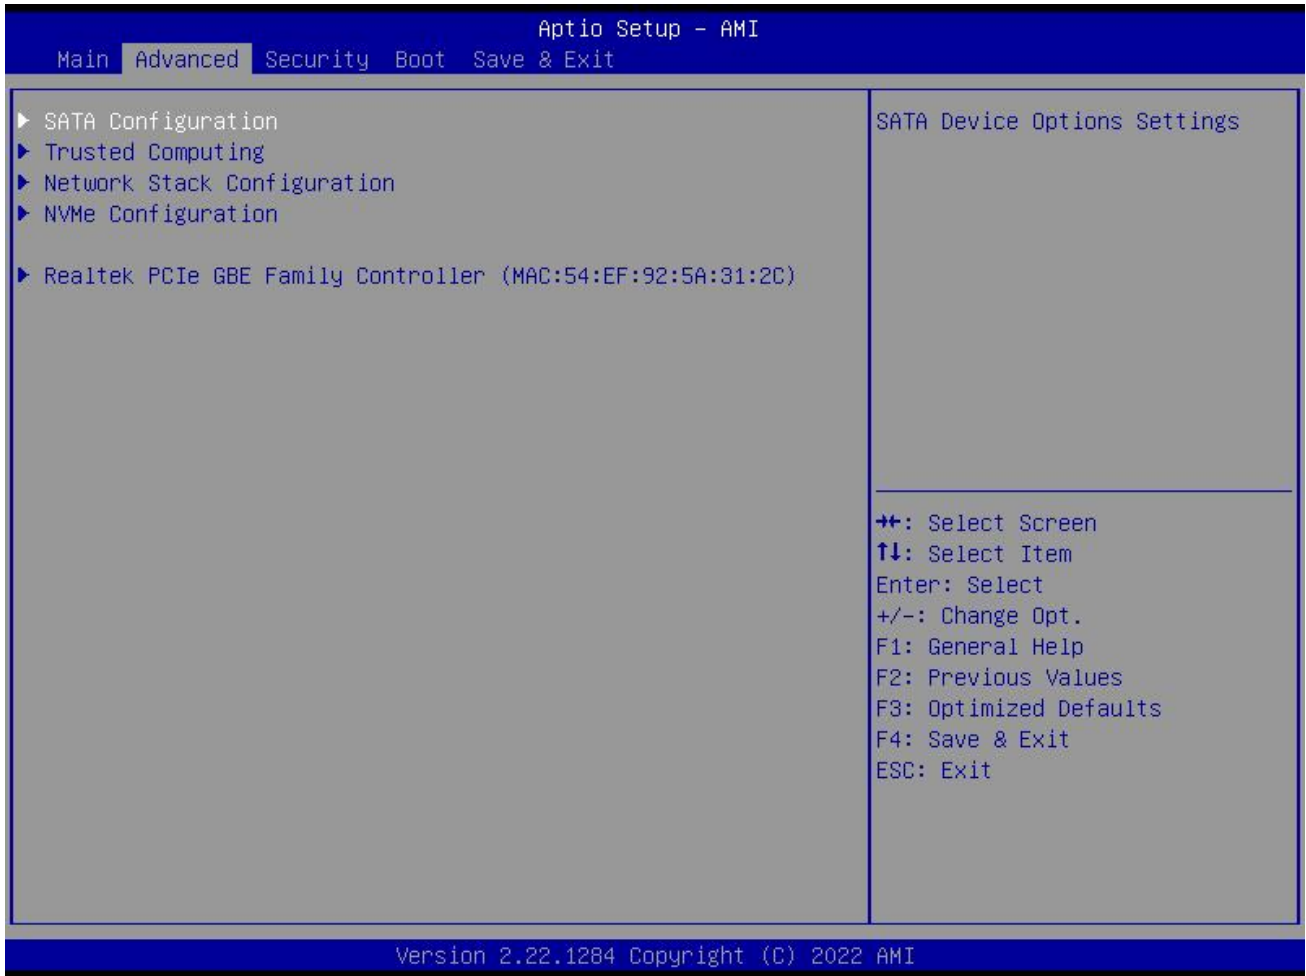 Aptio Setup - AMI
Main Advanced Security Boot Save & Exit
SATA Configuration
Trusted Computing
Network Stack Configuration
NVMe Configuration
Realtek PCIe GBE Family Controller (MAC:54:EF:92:5A:31:2C)
SATA Device Options Settings
→←: Select Screen
↑↓: Select Item
Enter: Select
+/-: Change Opt.
F1: General Help
F2: Previous Values
F3: Optimized Defaults
F4: Save & Exit
ESC: Exit
Version 2.22.1284 Copyright (C) 2022 AMI